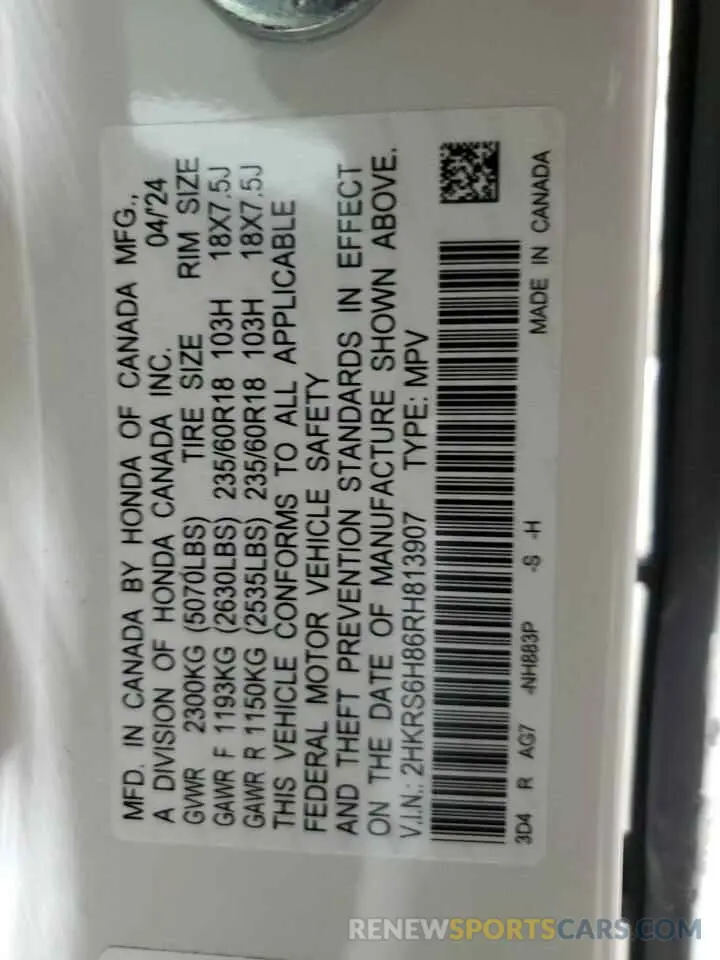 MFD. IN CANADA BY HONDA OF CANADA MFG.,
A DIVISION OF HONDA CANADA INC. 04/'24
GVWR 2300KG (5070LBS) TIRE SIZE RIM SIZE
GAWR F 1193KG (2630LBS) 235/60R18 103H 18X7.5J
GAWR R 1150KG (2535LBS) 235/60R18 103H 18X7.5J
THIS VEHICLE CONFORMS TO ALL APPLICABLE
FEDERAL MOTOR VEHICLE SAFETY
AND THEFT PREVENTION STANDARDS IN EFFECT
ON THE DATE OF MANUFACTURE SHOWN ABOVE.
V.I.N.: 2HKRS6H86RH813907 TYPE: MPV
3D4 R AG7 -NH883P -S -H MADE IN CANADA
RENEWSPORTSCARS.COM